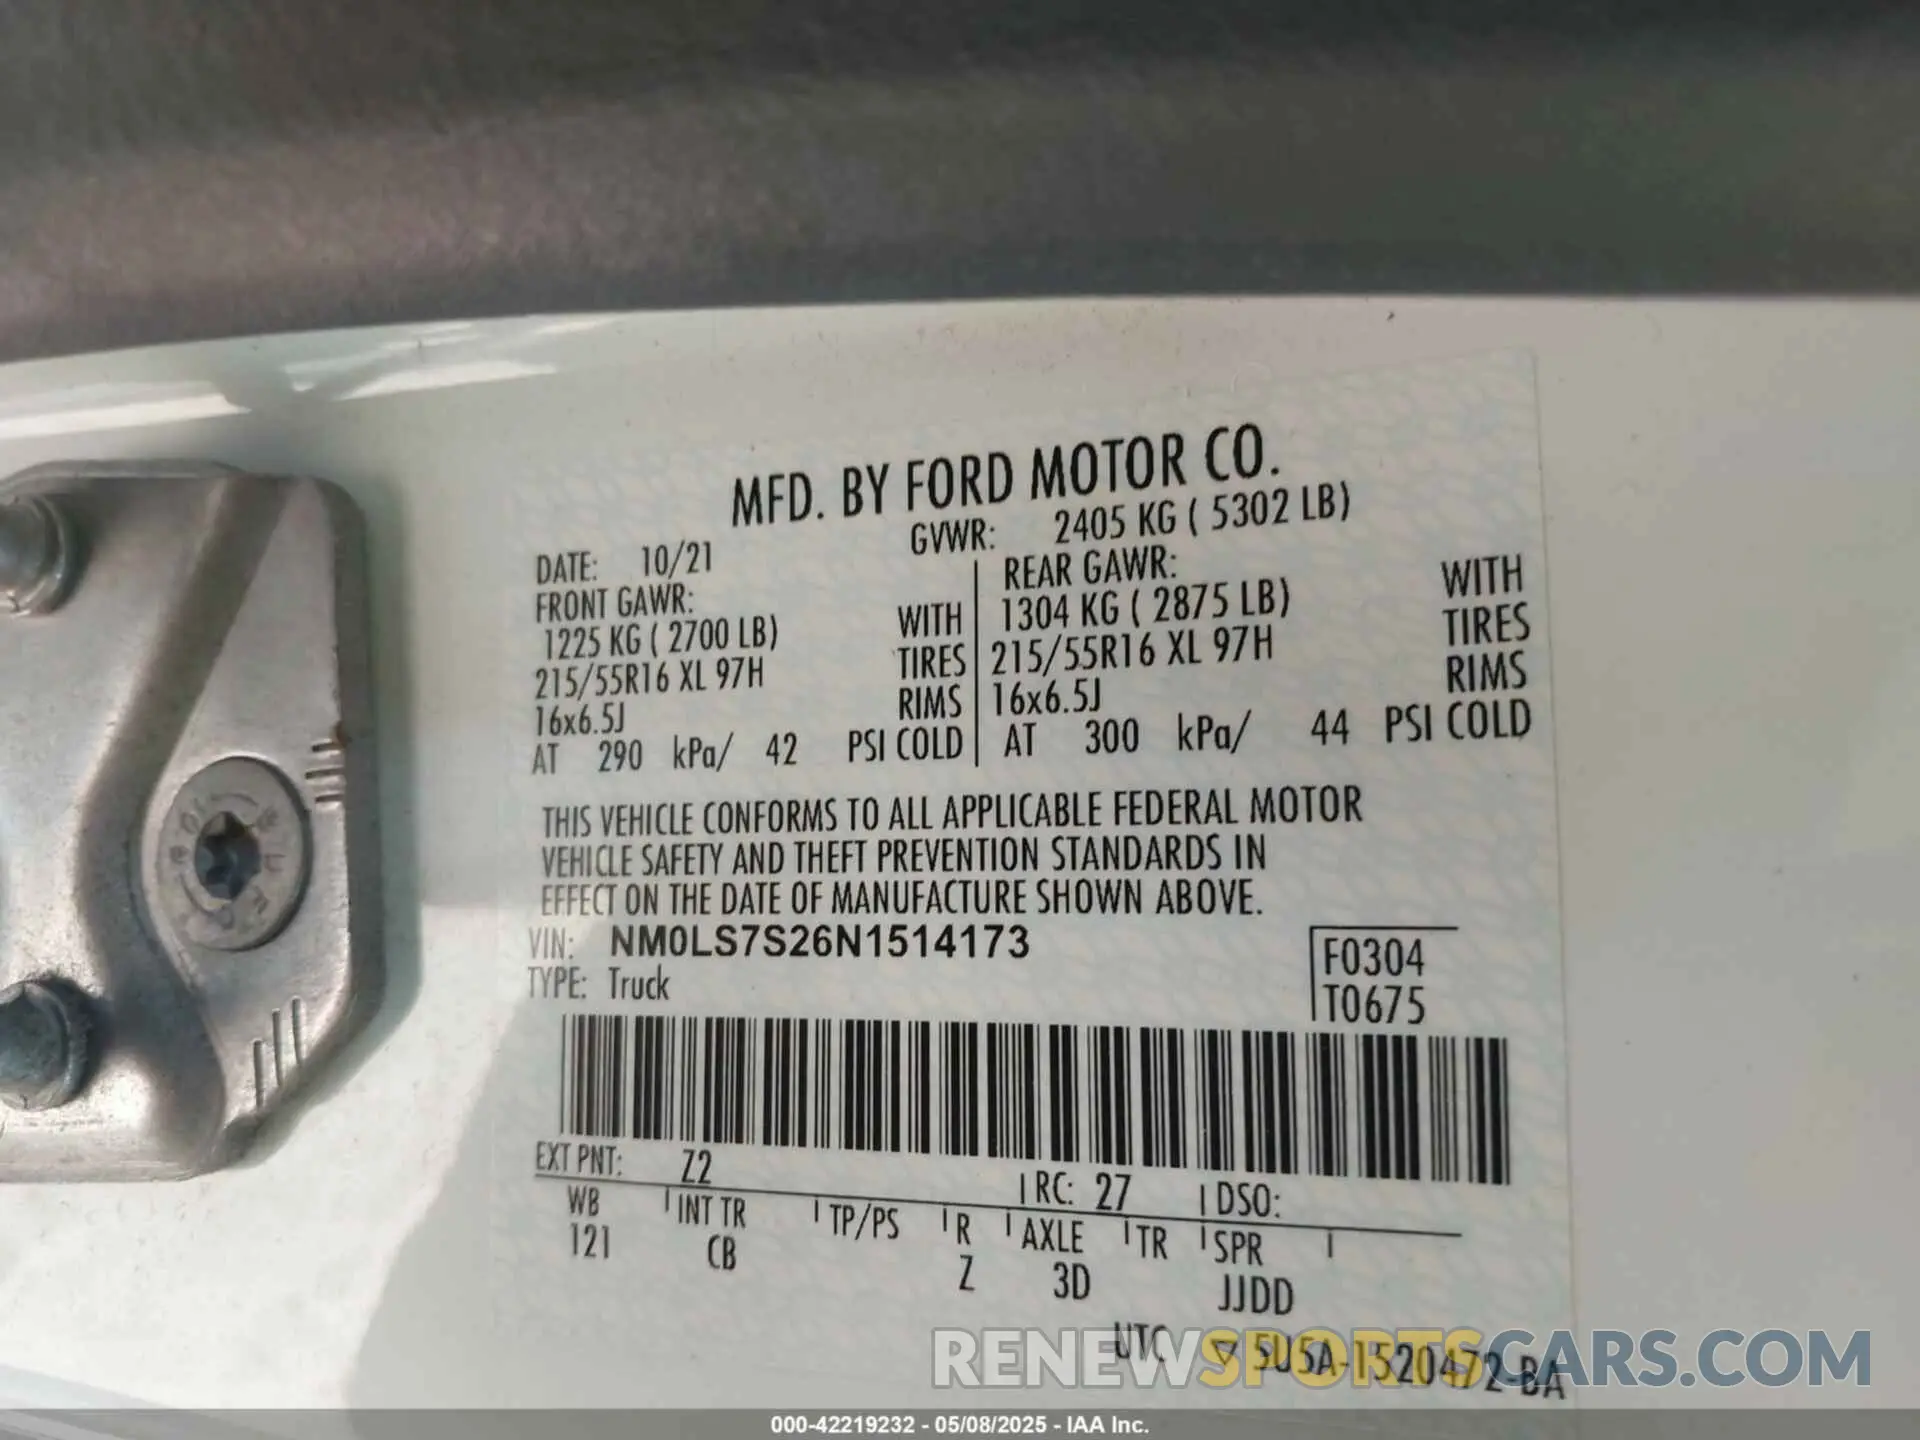 MFD. BY FORD MOTOR CO.
DATE: 10/21 GVWR: 2405 KG ( 5302 LB)
FRONT GAWR: REAR GAWR:
1225 KG ( 2700 LB) WITH 1304 KG ( 2875 LB) WITH
215/55R16 XL 97H TIRES 215/55R16 XL 97H TIRES
16x6.5J RIMS 16x6.5J RIMS
AT 290 kPa/ 42 PSI COLD AT 300 kPa/ 44 PSI COLD
THIS VEHICLE CONFORMS TO ALL APPLICABLE FEDERAL MOTOR
VEHICLE SAFETY AND THEFT PREVENTION STANDARDS IN
EFFECT ON THE DATE OF MANUFACTURE SHOWN ABOVE.
VIN: NM0LS7S26N1514173
TYPE: Truck
F0304
T0675
EXT PNT: Z2 RC: 27 DSO:
WB INT TR TP/PS R AXLE TR SPR
121 CB Z 3D JJDD
UTC 5U5A-1520472-BA
RENEWSPORTSCARS.COM
000-42219232 - 05/08/2025 - IAA Inc.